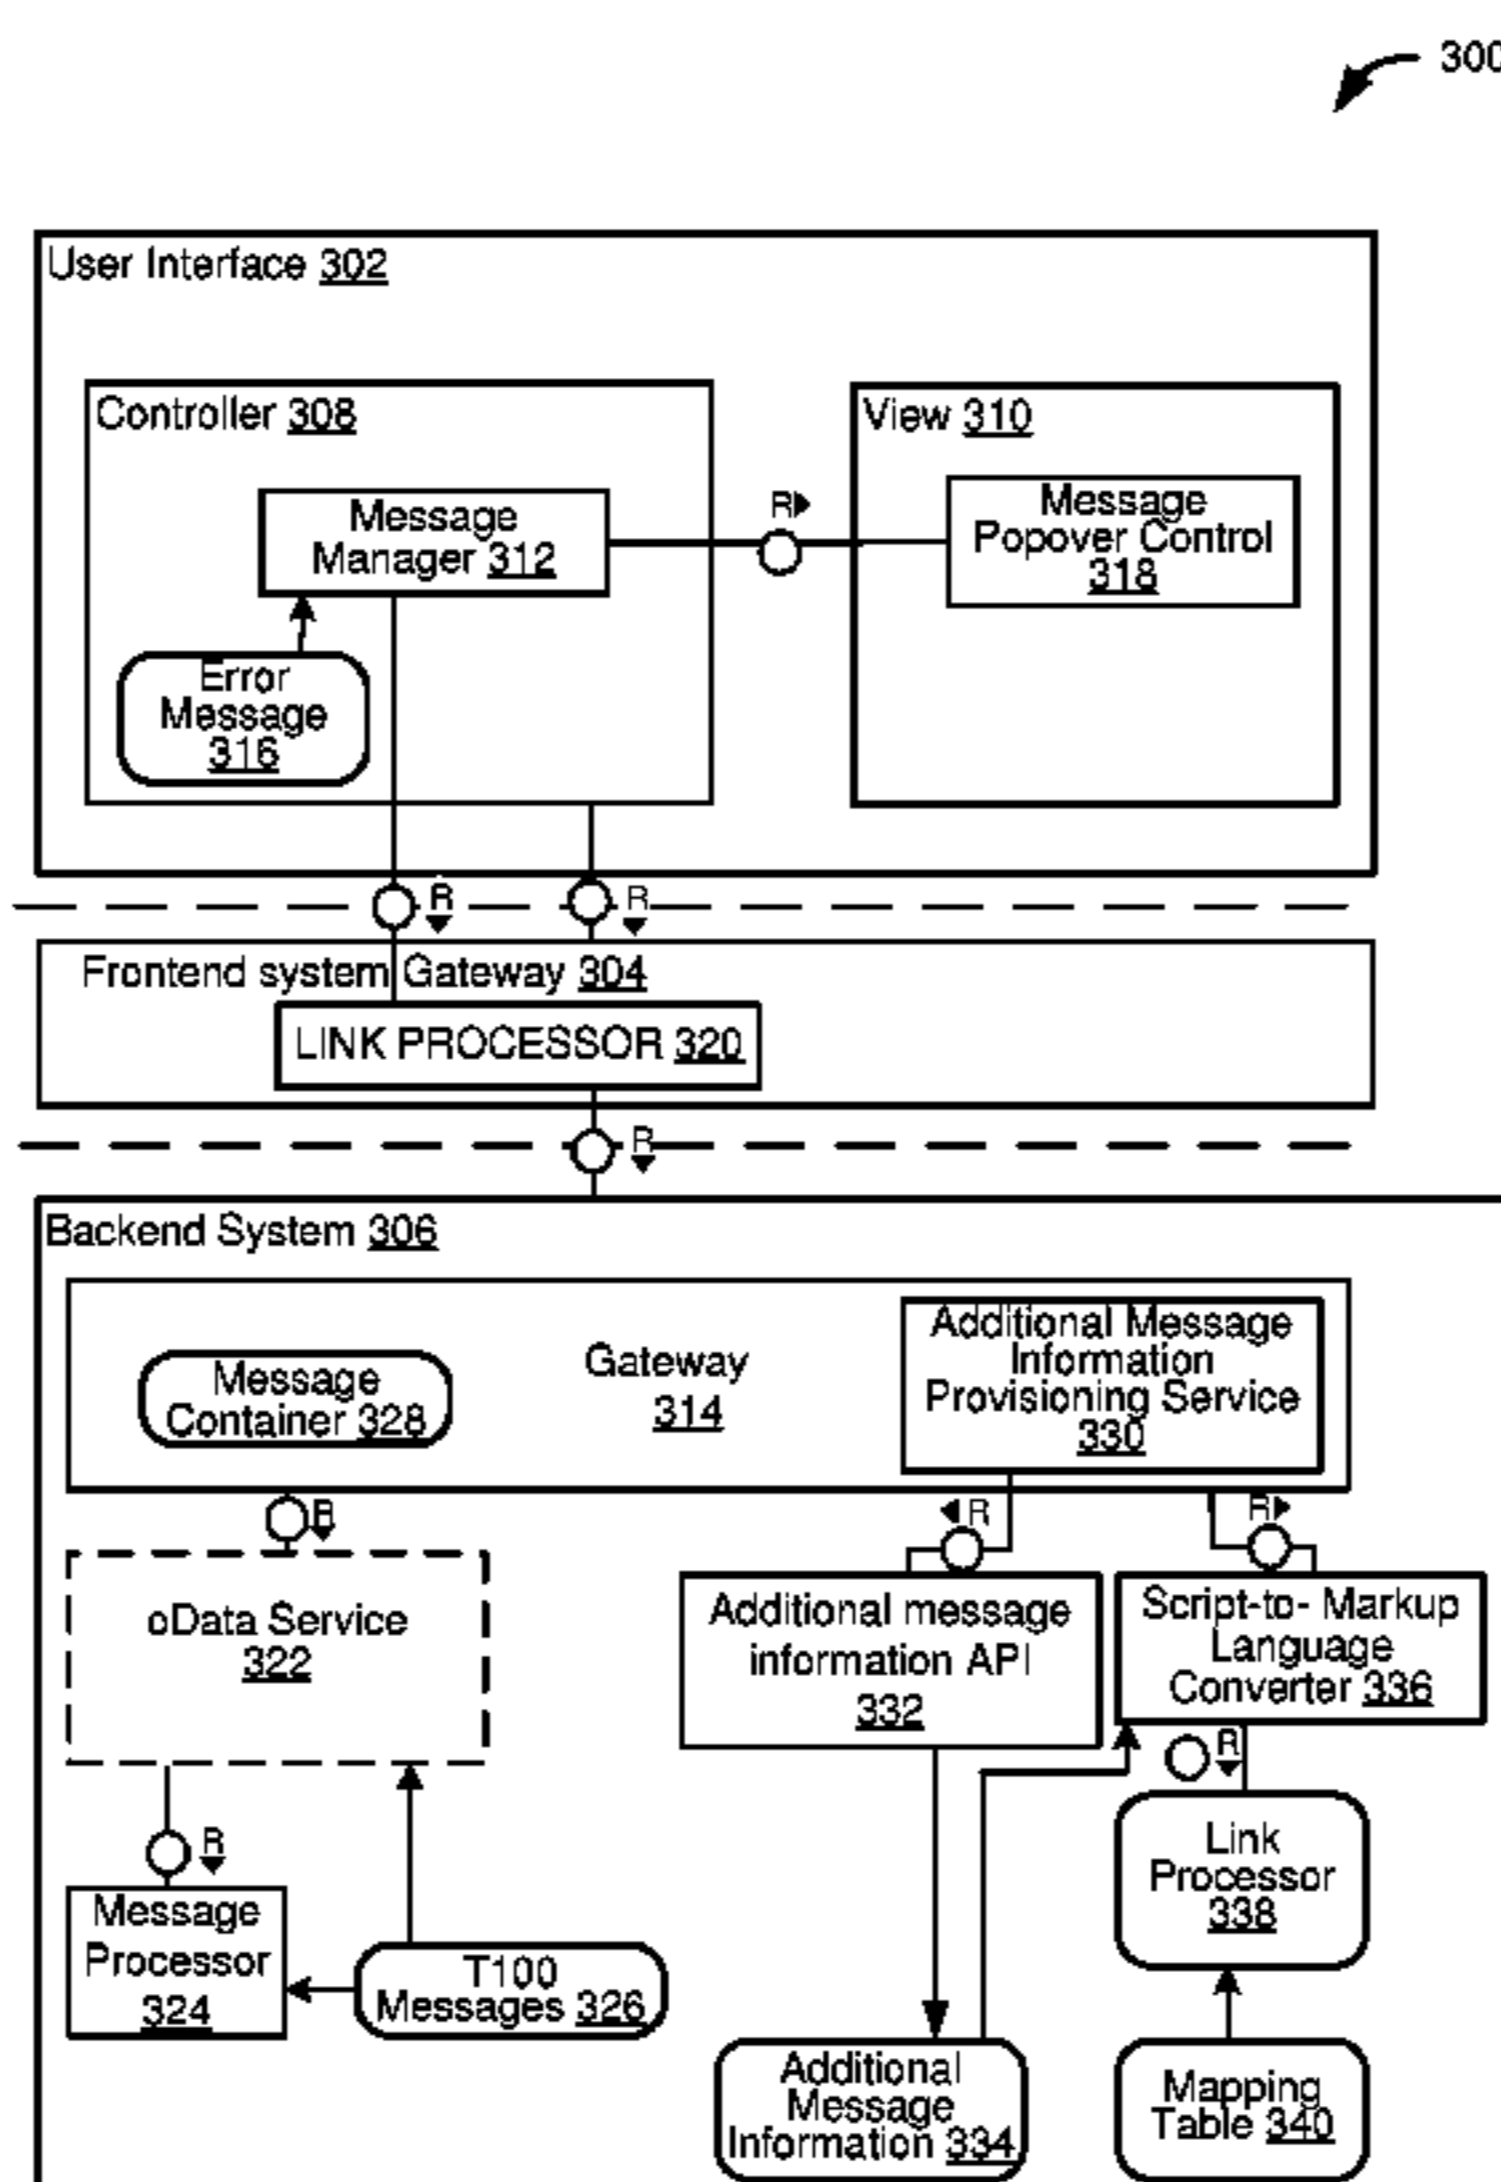 300
User Interface 302
Controller 308
View 310
Message
Manager 312
R
Message
Popover Control
318
Error
Message
316
R
R
Frontend system Gateway 304
LINK PROCESSOR 320
R
Backend System 306
Message
Container 328
Gateway
314
Additional Message
Information
Provisioning Service
330
R
R
R
oData Service
322
Additional message
information API
332
Script-to- Markup
Language
Converter 336
R
R
Link
Processor
338
Message
Processor
324
T100
Messages 326
Additional
Message
Information 334
Mapping
Table 340